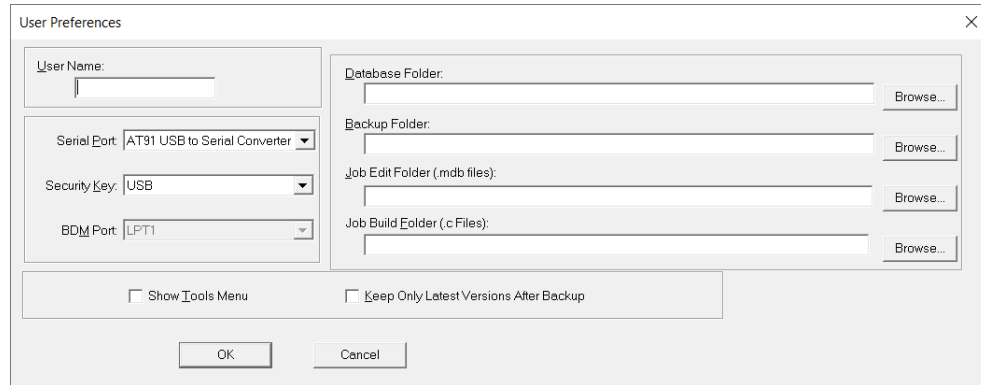 User Preferences
User Name:
Serial Port: AT91 USB to Serial Converter
Security Key: USB
BDM Port: LPT1
Database Folder:
Browse...
Backup Folder:
Browse...
Job Edit Folder (.mdb files):
Browse...
Job Build Folder (.c Files):
Browse...
Show Tools Menu
Keep Only Latest Versions After Backup
OK
Cancel